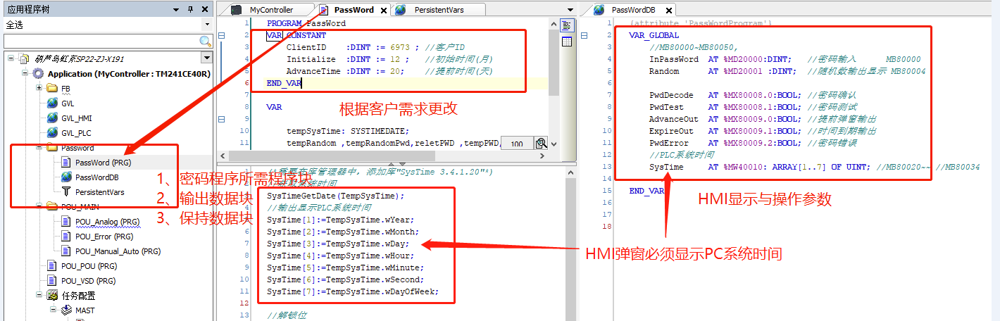 应用程序树
全选
葫芦岛虹京SP22-ZJ-X191
Application (MyController : TM241CE40R)
FB
GVL
GVL_HMI
GVL_PLC
Password
PassWord (PRG)
PassWordDB
PersistentVars
POU_MAIN
POU_Analog (PRG)
POU_Error (PRG)
POU_Manual_Auto (PRG)
POU_POU (PRG)
POU_VSD (PRG)
任务配置
MAST
1、密码程序所需程序块
2、输出数据块
3、保持数据块
MyController
PassWord
PersistentVars
1 PROGRAM PassWord
2 VAR CONSTANT
3 ClientID :DINT := 6973 ; //客户ID
4 Initialize :DINT := 12 ; //初始时间(月)
5 AdvanceTime :DINT := 20; //提前时间(天)
6 END_VAR
7
8 VAR
根据客户需求更改
9
10 tempSysTime: SYSTIMEDATE;
11 tempRandom ,tempRandomPwd,reletPWD ,tempPWD,
100
(*需要在库管理器中，添加库"SysTime 3.4.1.20"*)
//获取系统时间
SysTimeGetDate(TempSysTime);
//输出显示PLC系统时间
SysTime[1]:=TempSysTime.wYear;
6 SysTime[2]:=TempSysTime.wMonth;
7 SysTime[3]:=TempSysTime.wDay;
8 SysTime[4]:=TempSysTime.wHour;
9 SysTime[5]:=TempSysTime.wMinute;
10 SysTime[6]:=TempSysTime.wSecond;
11 SysTime[7]:=TempSysTime.wDayOfWeek;
12
13 //解锁位
PassWordDB
1 {attribute 'PassWordProgram'}
2 VAR_GLOBAL
3 //MB80000~MB80050,
4 InPassWord AT %MD20000:DINT; //密码输入 MB80000
5 Random AT %MD20001 :DINT; //随机数输出显示 MB80004
6
7 PwdDecode AT %MX80008.0:BOOL; //密码确认
8 PwdTest AT %MX80008.1:BOOL; //密码测试
9 AdvanceOut AT %MX80009.0:BOOL; //提前弹窗输出
10 ExpireOut AT %MX80009.1:BOOL; //时间到期输出
11 PwdError AT %MX80009.2:BOOL; //密码错误
12 //PLC系统时间
13 SysTime AT %MW40010: ARRAY[1..7] OF UINT; //MB80020~~ //MB80034
14
15 END_VAR
16
17
18
HMI显示与操作参数
HMI弹窗必须显示PC系统时间